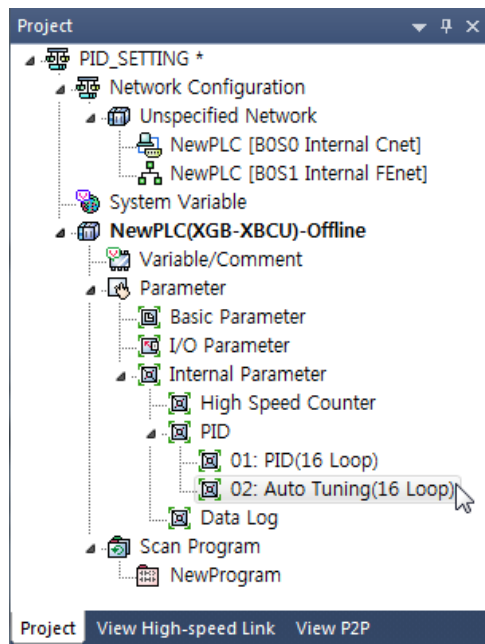 Project
PID_SETTING *
Network Configuration
Unspecified Network
NewPLC [B0S0 Internal Cnet]
NewPLC [B0S1 Internal FEnet]
System Variable
NewPLC(XGB-XBCU)-Offline
Variable/Comment
Parameter
Basic Parameter
I/O Parameter
Internal Parameter
High Speed Counter
PID
01: PID(16 Loop)
02: Auto Tuning(16 Loop)
Data Log
Scan Program
NewProgram
Project View High-speed Link View P2P